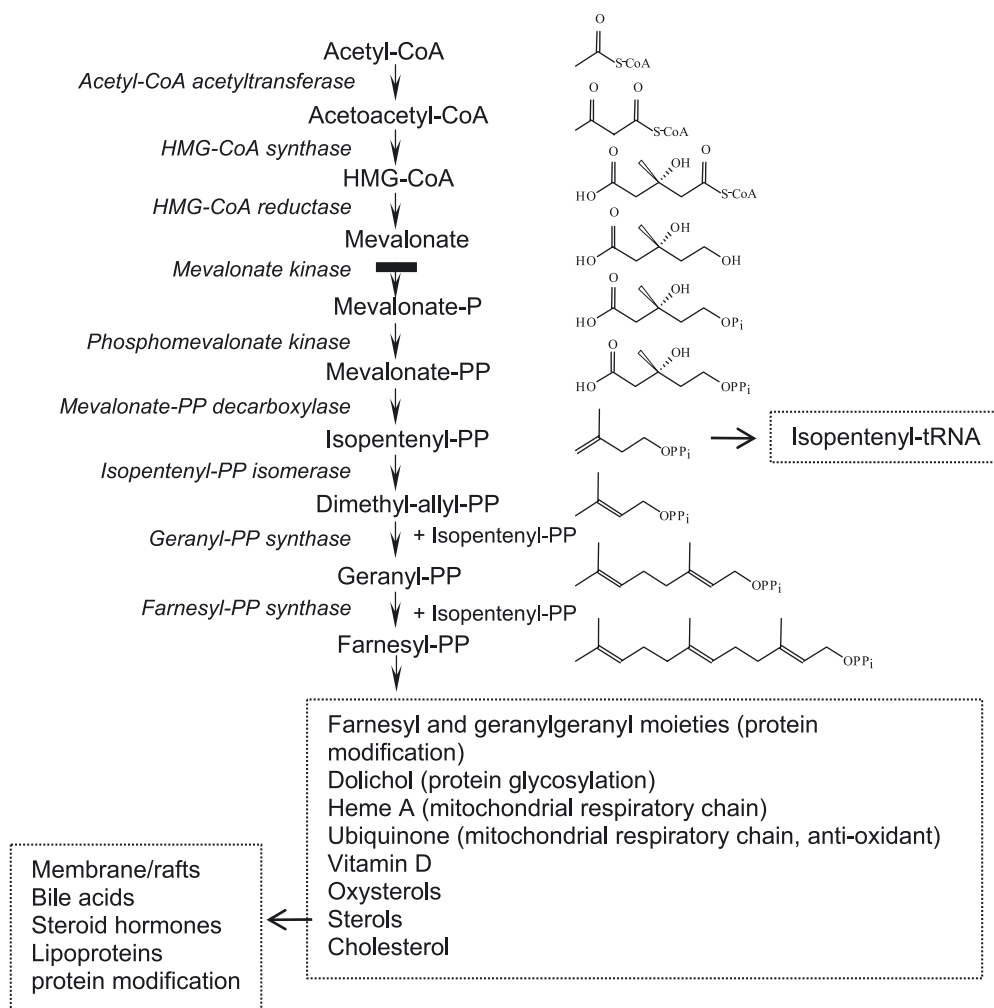 Acetyl-CoA
O
S-CoA
Acetyl-CoA acetyltransferase
Acetoacetyl-CoA
O
O
S-CoA
HMG-CoA synthase
HMG-CoA
O
OH
O
HO
S-CoA
HMG-CoA reductase
Mevalonate
O
OH
HO
OH
Mevalonate kinase
Mevalonate-P
O
OH
HO
OPi
Phosphomevalonate kinase
Mevalonate-PP
O
OH
HO
OPPi
Mevalonate-PP decarboxylase
Isopentenyl-PP
OPPi
Isopentenyl-tRNA
Isopentenyl-PP isomerase
Dimethyl-allyl-PP
OPPi
Geranyl-PP synthase
+ Isopentenyl-PP
Geranyl-PP
OPPi
Farnesyl-PP synthase
+ Isopentenyl-PP
Farnesyl-PP
OPPi
Farnesyl and geranylgeranyl moieties (protein
modification)
Dolichol (protein glycosylation)
Heme A (mitochondrial respiratory chain)
Ubiquinone (mitochondrial respiratory chain, anti-oxidant)
Vitamin D
Oxysterols
Sterols
Cholesterol
Membrane/rafts
Bile acids
Steroid hormones
Lipoproteins
protein modification